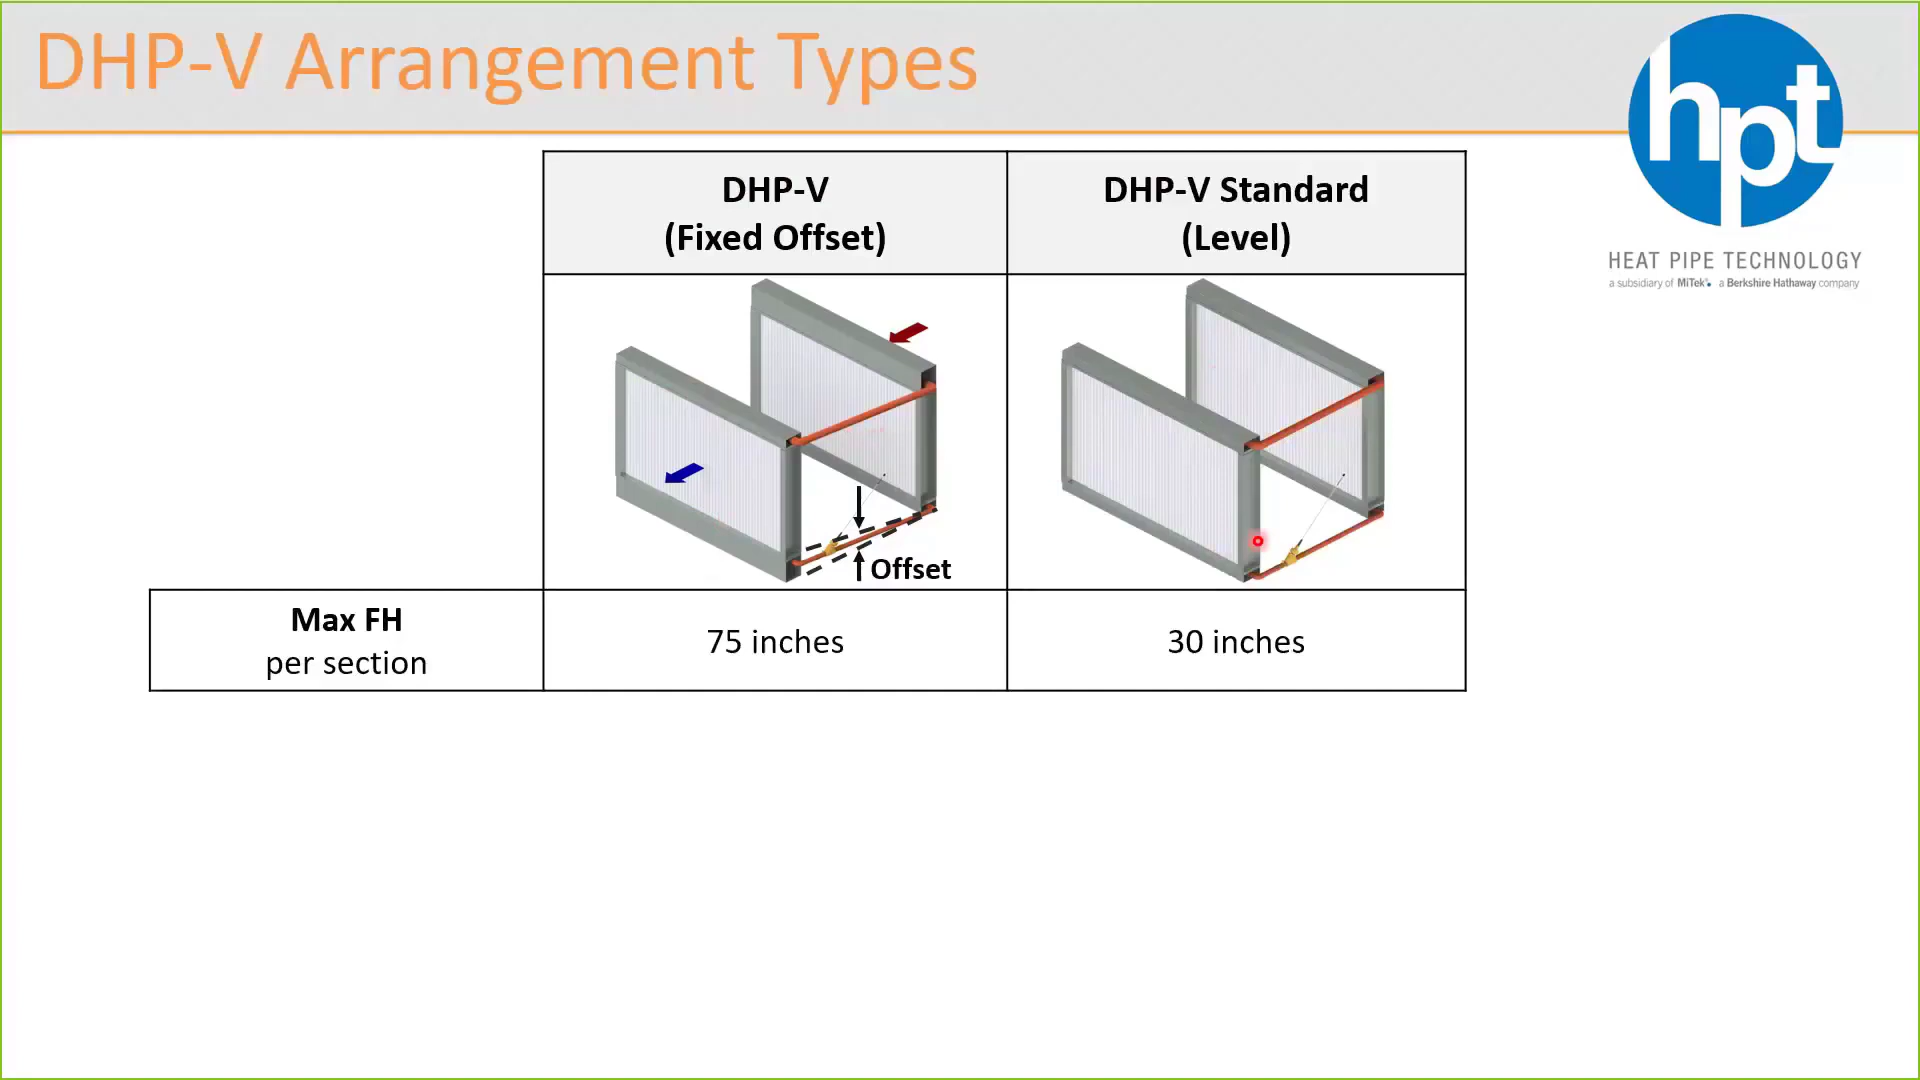 DHP-V Arrangement Types
hpt
HEAT PIPE TECHNOLOGY
a subsidiary of MiTek® a Berkshire Hathaway company
DHP-V
(Fixed Offset)
DHP-V Standard
(Level)
Offset
Max FH
per section
75 inches
30 inches